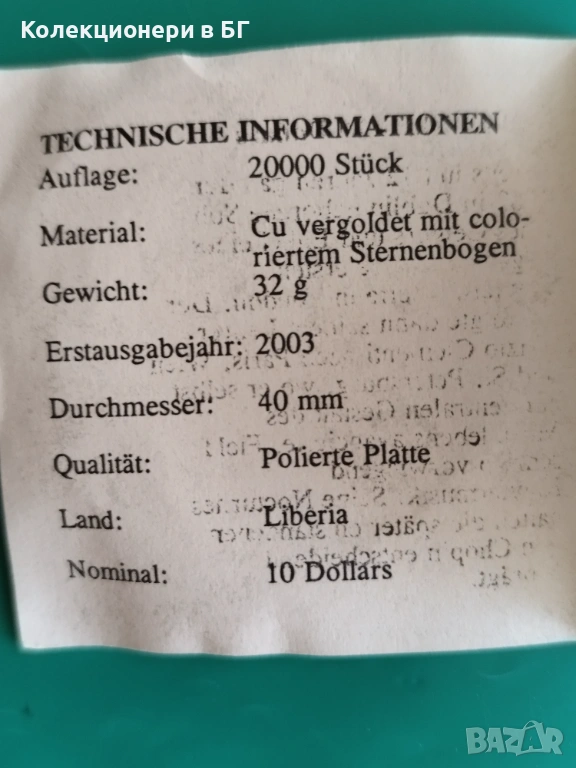 Колекционери в БГ
TECHNISCHE INFORMATIONEN
Auflage: 20000 Stück
Material: Cu vergoldet mit colo-
riertem Sternenbogen
Gewicht: 32 g
Erstausgabejahr: 2003
Durchmesser: 40 mm
Qualität: Polierte Platte
Land: Liberia
Nominal: 10 Dollars
BAZAR